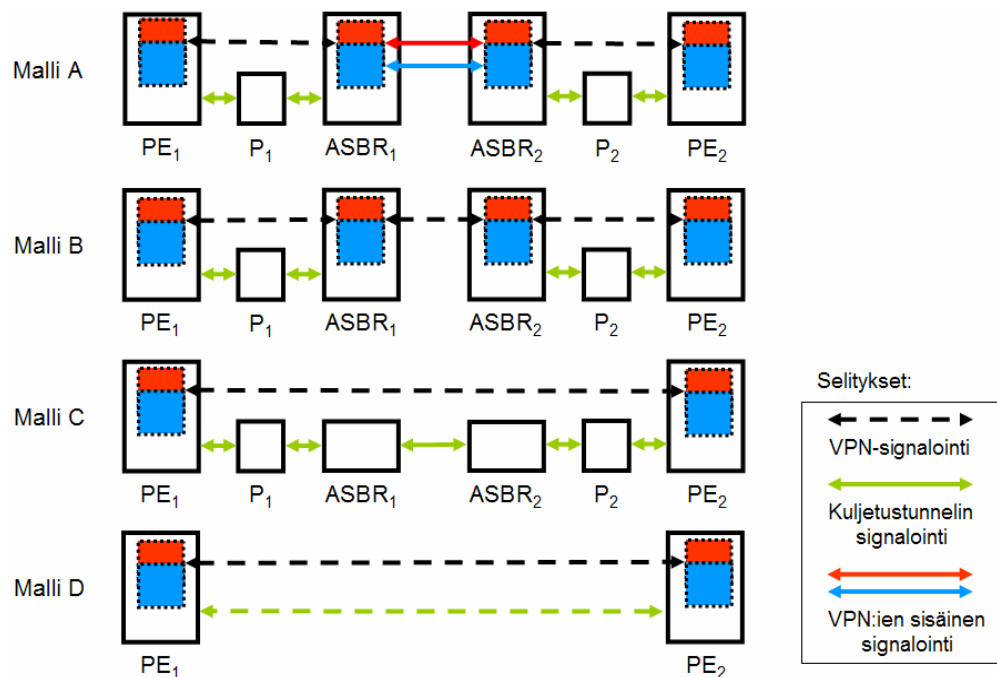 Malli A
PE₁ P₁ ASBR₁ ASBR₂ P₂ PE₂
Malli B
PE₁ P₁ ASBR₁ ASBR₂ P₂ PE₂
Malli C
PE₁ P₁ ASBR₁ ASBR₂ P₂ PE₂
Malli D
PE₁ PE₂
Selitykset:
VPN-signalointi
Kuljetustunnelin
signalointi
VPN:ien sisäinen
signalointi